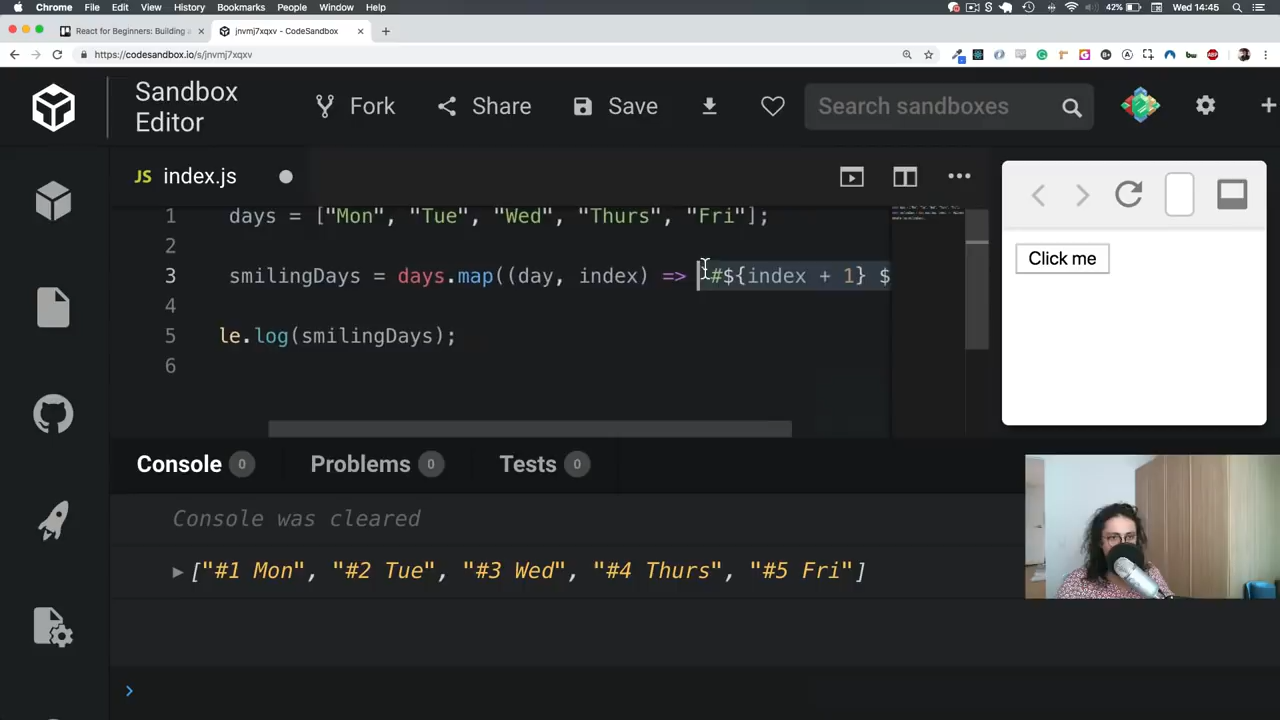 Chrome File Edit View History Bookmarks People Window Help 42% Wed 14:45
React for Beginners: Building a jnvmj7xqxv - CodeSandbox
https://codesandbox.io/s/jnvmj7xqxv
Sandbox Editor Fork Share Save Search sandboxes
JS index.js
1 days = ["Mon", "Tue", "Wed", "Thurs", "Fri"];
2
3 smilingDays = days.map((day, index) => `#${index + 1} $
4
5 le.log(smilingDays);
6
Click me
Console 0 Problems 0 Tests 0
Console was cleared
["#1 Mon", "#2 Tue", "#3 Wed", "#4 Thurs", "#5 Fri"]